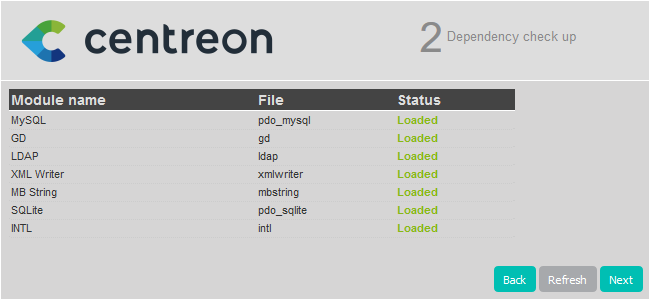 centreon
2 Dependency check up
Module name File Status
MySQL pdo_mysql Loaded
GD gd Loaded
LDAP ldap Loaded
XML Writer xmlwriter Loaded
MB String mbstring Loaded
SQLite pdo_sqlite Loaded
INTL intl Loaded
Back Refresh Next